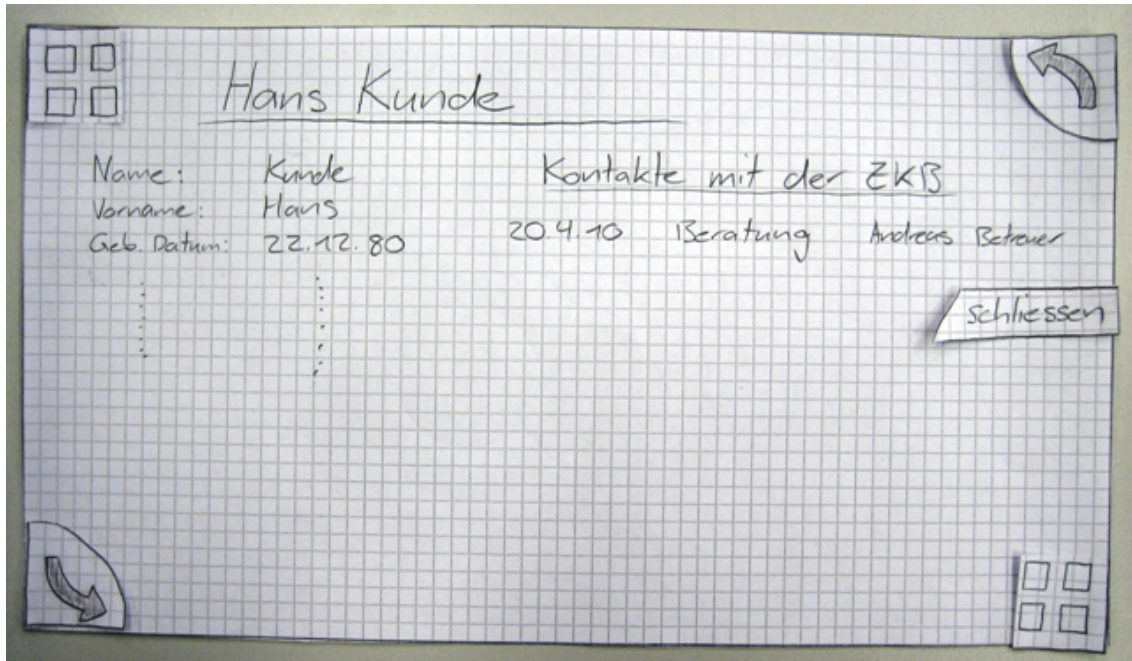 Hans Kunde
Name: Kunde
Vorname: Hans
Geb. Datum: 22.12.80
Kontakte mit der ZKB
20.4.10 Beratung Andreas Betreuer
schliessen